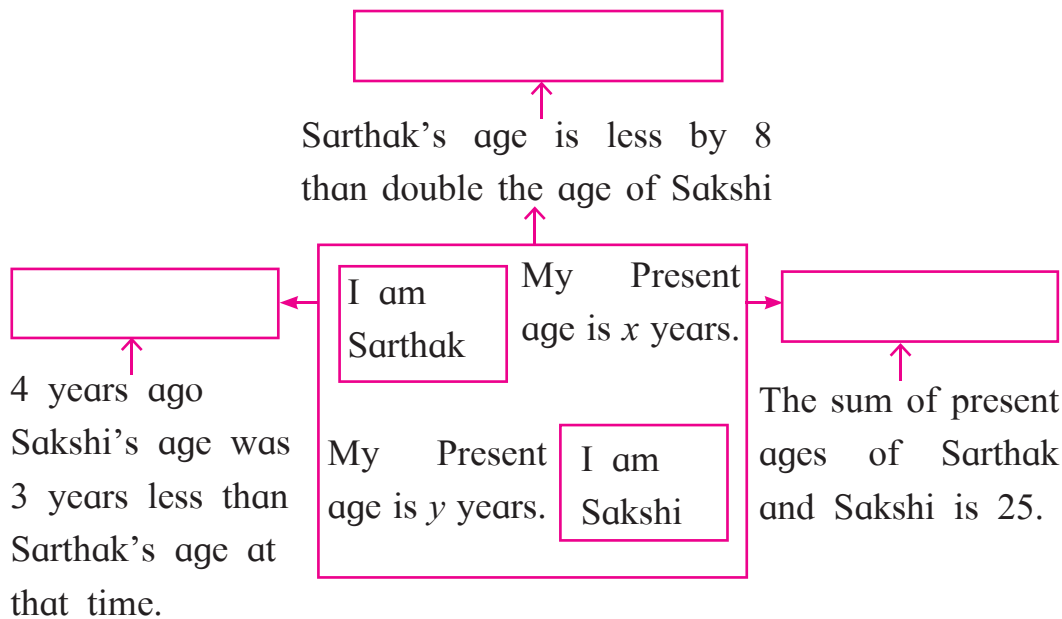 Sarthak's age is less by 8
than double the age of Sakshi
I am
Sarthak
My Present
age is x years.
4 years ago
Sakshi's age was
3 years less than
Sarthak's age at
that time.
My Present
age is y years.
I am
Sakshi
The sum of present
ages of Sarthak
and Sakshi is 25.